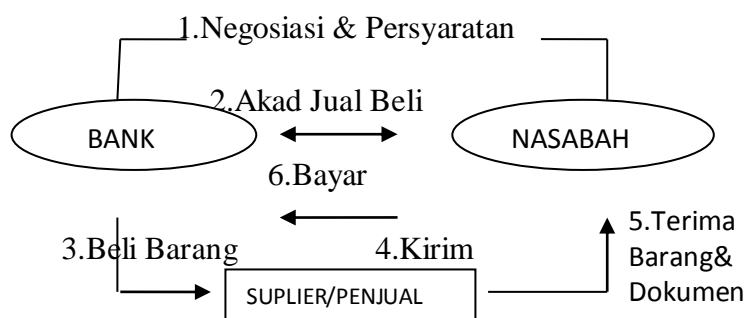 1.Negosiasi & Persyaratan
2.Akad Jual Beli
BANK
NASABAH
6.Bayar
3.Beli Barang
4.Kirim
5.Terima
Barang&
Dokumen
SUPLIER/PENJUAL